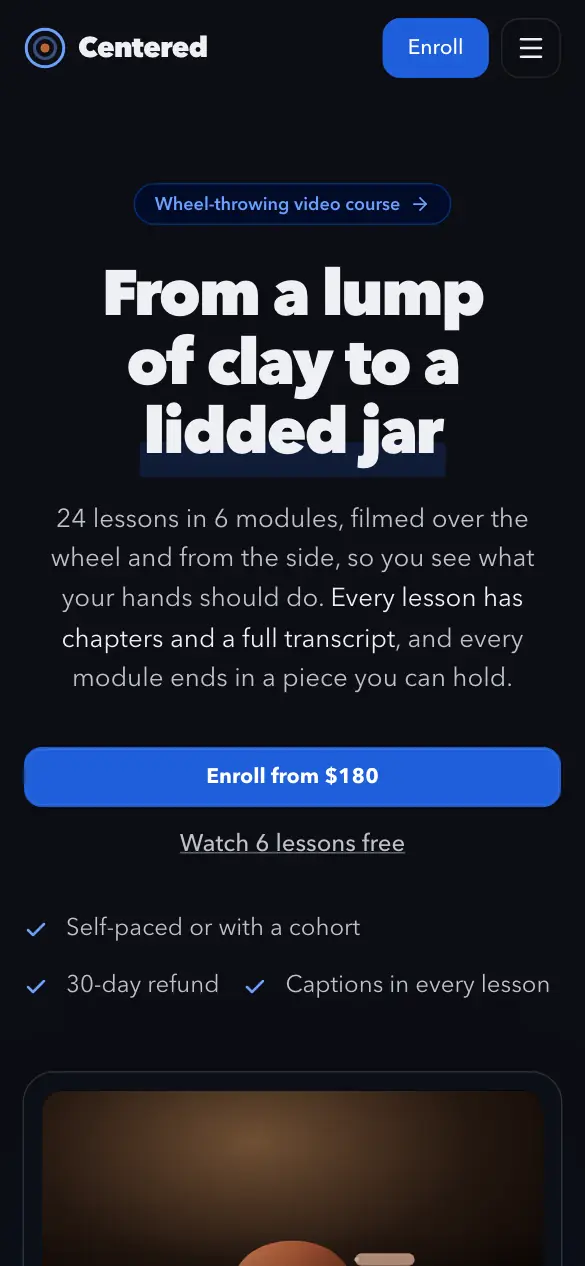 Centered
Enroll
Wheel-throwing video course →
From a lump
of clay to a
lidded jar
24 lessons in 6 modules, filmed over the
wheel and from the side, so you see what
your hands should do. Every lesson has
chapters and a full transcript, and every
module ends in a piece you can hold.
Enroll from $180
Watch 6 lessons free
Self-paced or with a cohort
30-day refund
Captions in every lesson